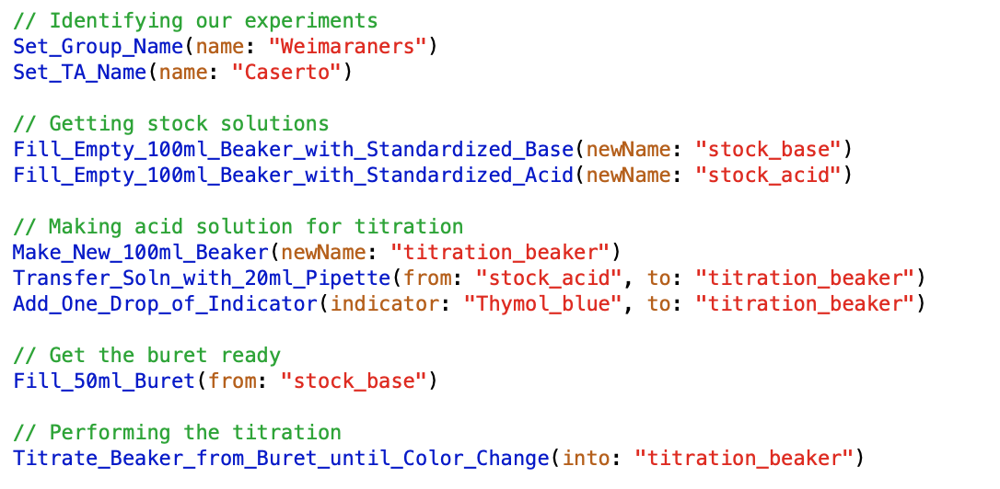 // Identifying our experiments
Set_Group_Name(name: "Weimaraners")
Set_TA_Name(name: "Caserto")
// Getting stock solutions
Fill_Empty_100ml_Beaker_with_Standardized_Base(newName: "stock_base")
Fill_Empty_100ml_Beaker_with_Standardized_Acid(newName: "stock_acid")
// Making acid solution for titration
Make_New_100ml_Beaker(newName: "titration_beaker")
Transfer_Soln_with_20ml_Pipette(from: "stock_acid", to: "titration_beaker")
Add_One_Drop_of_Indicator(indicator: "Thymol_blue", to: "titration_beaker")
// Get the buret ready
Fill_50ml_Buret(from: "stock_base")
// Performing the titration
Titrate_Beaker_from_Buret_until_Color_Change(into: "titration_beaker")